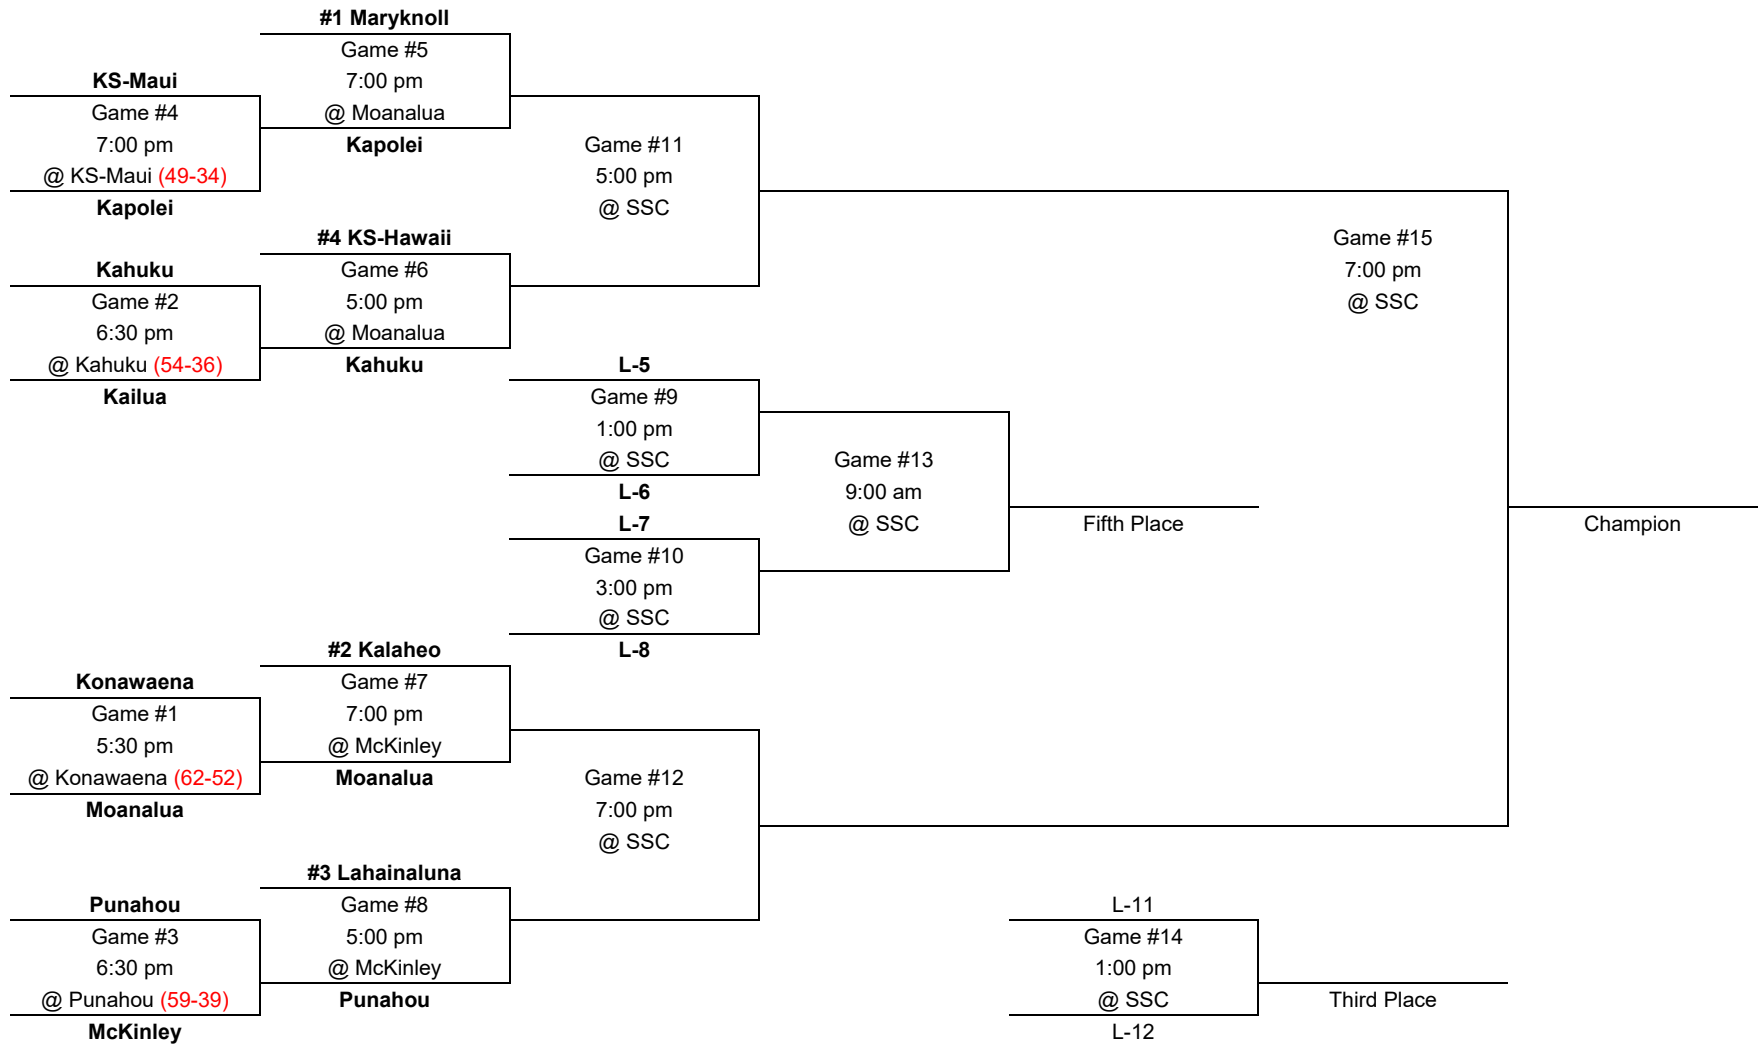 #1 Maryknoll
Game #5
7:00 pm
@ Moanalua
Kapolei
KS-Maui
Game #4
7:00 pm
@ KS-Maui (49-34)
Kapolei
Game #11
5:00 pm
@ SSC
#4 KS-Hawaii
Game #6
5:00 pm
@ Moanalua
Kahuku
Kahuku
Game #2
6:30 pm
@ Kahuku (54-36)
Kailua
Game #15
7:00 pm
@ SSC
L-5
Game #9
1:00 pm
@ SSC
L-6
Game #13
9:00 am
@ SSC
Fifth Place
Champion
L-7
Game #10
3:00 pm
@ SSC
L-8
#2 Kalaheo
Game #7
7:00 pm
@ McKinley
Moanalua
Konawaena
Game #1
5:30 pm
@ Konawaena (62-52)
Moanalua
Game #12
7:00 pm
@ SSC
#3 Lahainaluna
Game #8
5:00 pm
@ McKinley
Punahou
Punahou
Game #3
6:30 pm
@ Punahou (59-39)
McKinley
L-11
Game #14
1:00 pm
@ SSC
L-12
Third Place